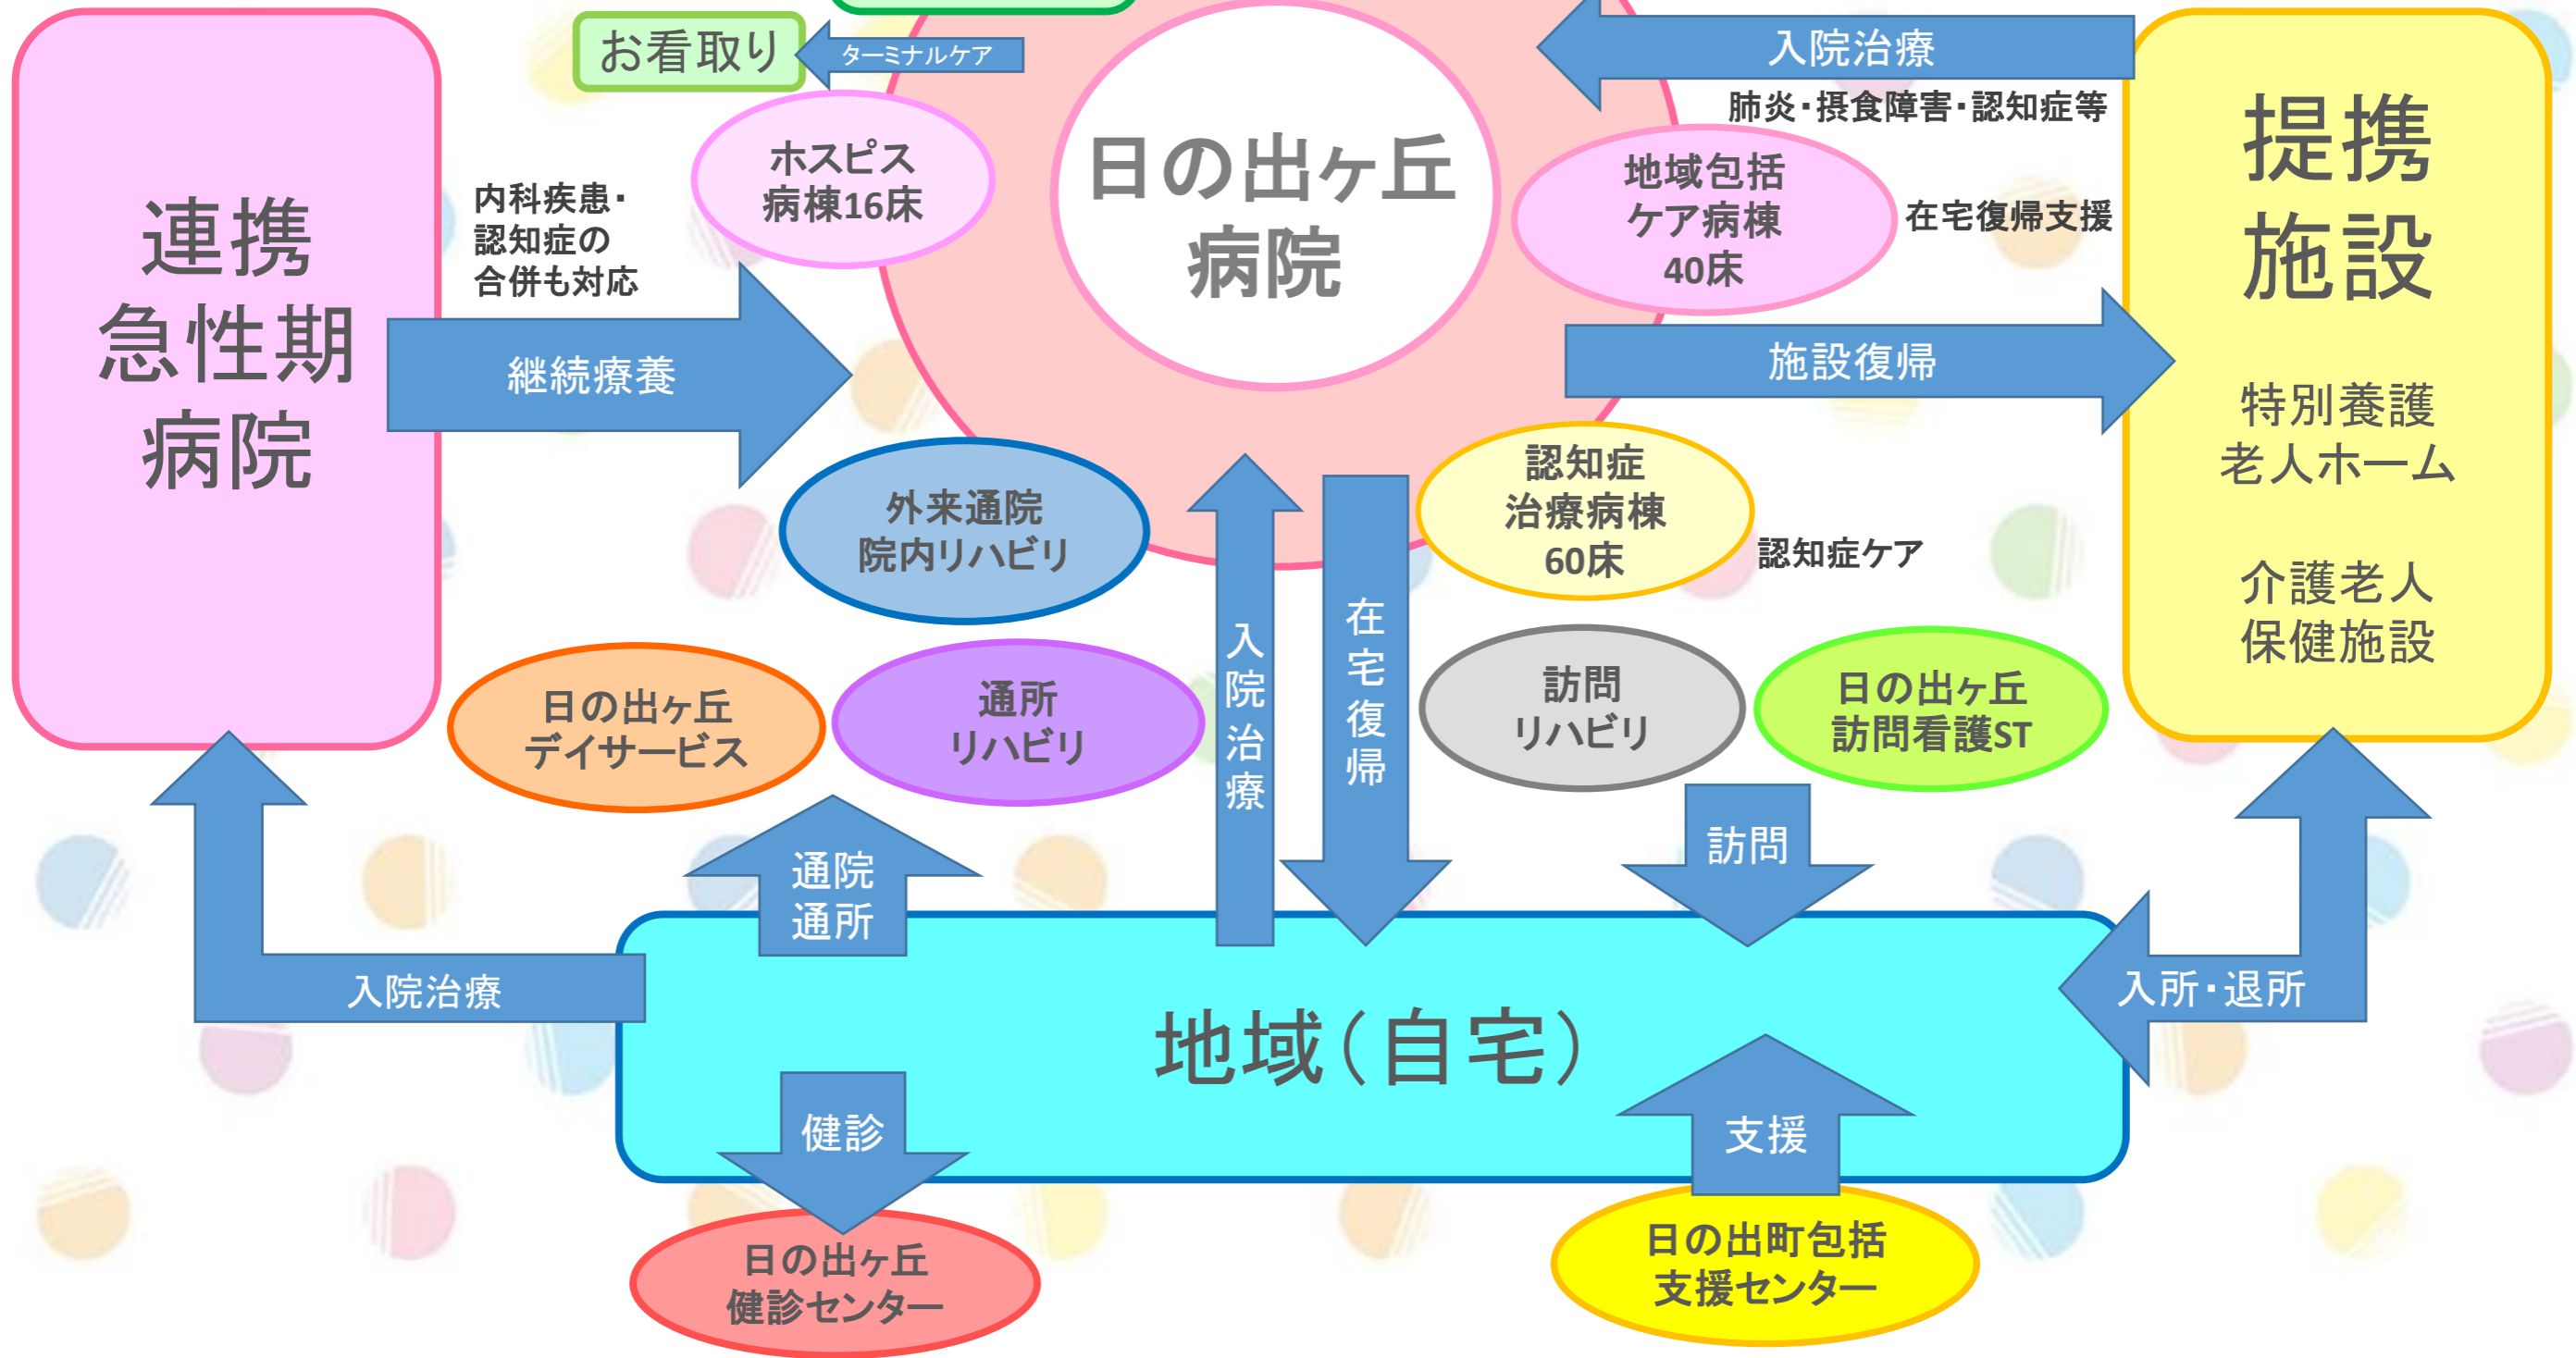 お看取り
ターミナルケア
入院治療
肺炎・摂食障害・認知症等
連携
急性期
病院
内科疾患・
認知症の
合併も対応
継続療養
ホスピス
病棟16床
日の出ヶ丘
病院
地域包括
ケア病棟
40床
在宅復帰支援
施設復帰
提携
施設
特別養護
老人ホーム
介護老人
保健施設
外来通院
院内リハビリ
認知症
治療病棟
60床
認知症ケア
日の出ヶ丘
デイサービス
通所
リハビリ
入院治療
在宅復帰
訪問
リハビリ
日の出ヶ丘
訪問看護ST
通院
通所
訪問
入院治療
入所・退所
地域（自宅）
健診
支援
日の出ヶ丘
健診センター
日の出町包括
支援センター